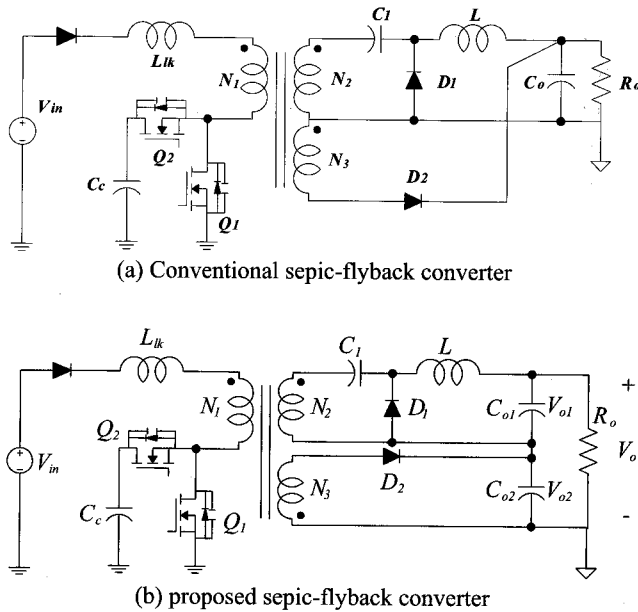 C1 L
Llk N1 N2 D1 Co Ro
Vin
Q2 N3
Cc D2
Q1
(a) Conventional sepic-flyback converter
C1 L
Llk +
N1 N2 D1 Co1 Vo1
Q2 Ro
Vin Vo
N3 D2
Cc Q1 Co2 Vo2
-
(b) proposed sepic-flyback converter